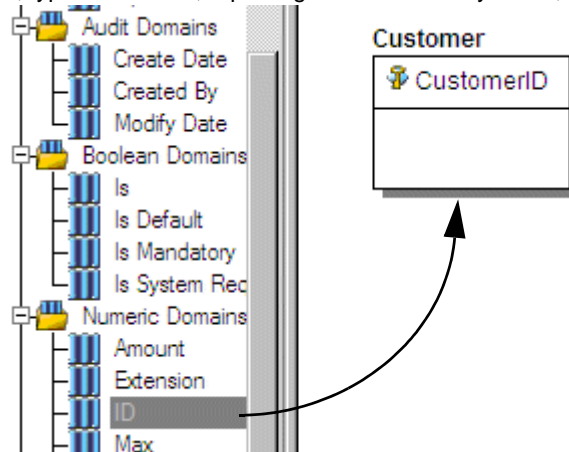 Audit Domains
Create Date
Created By
Modify Date
Boolean Domains
Is
Is Default
Is Mandatory
Is System Rec
Numeric Domains
Amount
Extension
ID
Max
Customer
CustomerID